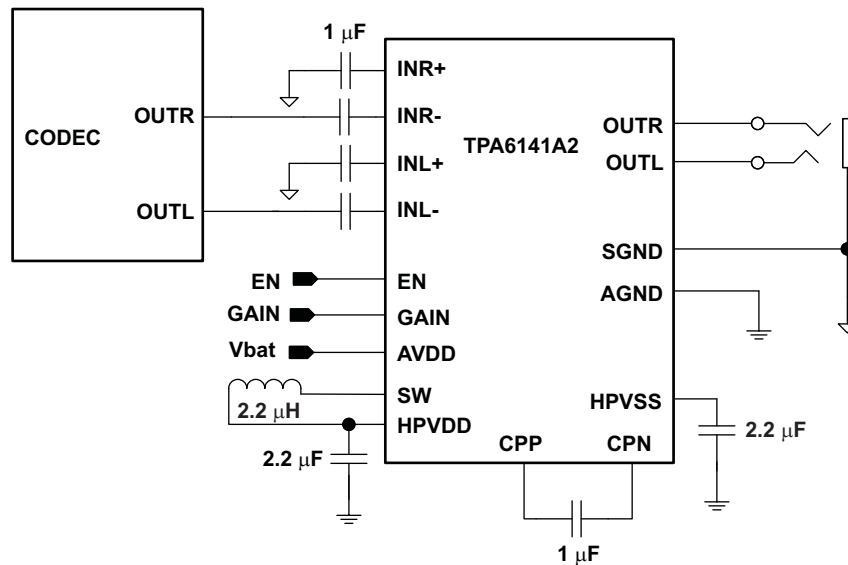 1 μF
INR+
OUTR
INR-
OUTR
CODEC
TPA6141A2
INL+
OUTL
OUTL
INL-
SGND
EN
EN
AGND
GAIN
GAIN
Vbat
AVDD
SW
2.2 μH
HPVDD
HPVSS
2.2 μF
2.2 μF
CPP
CPN
1 μF